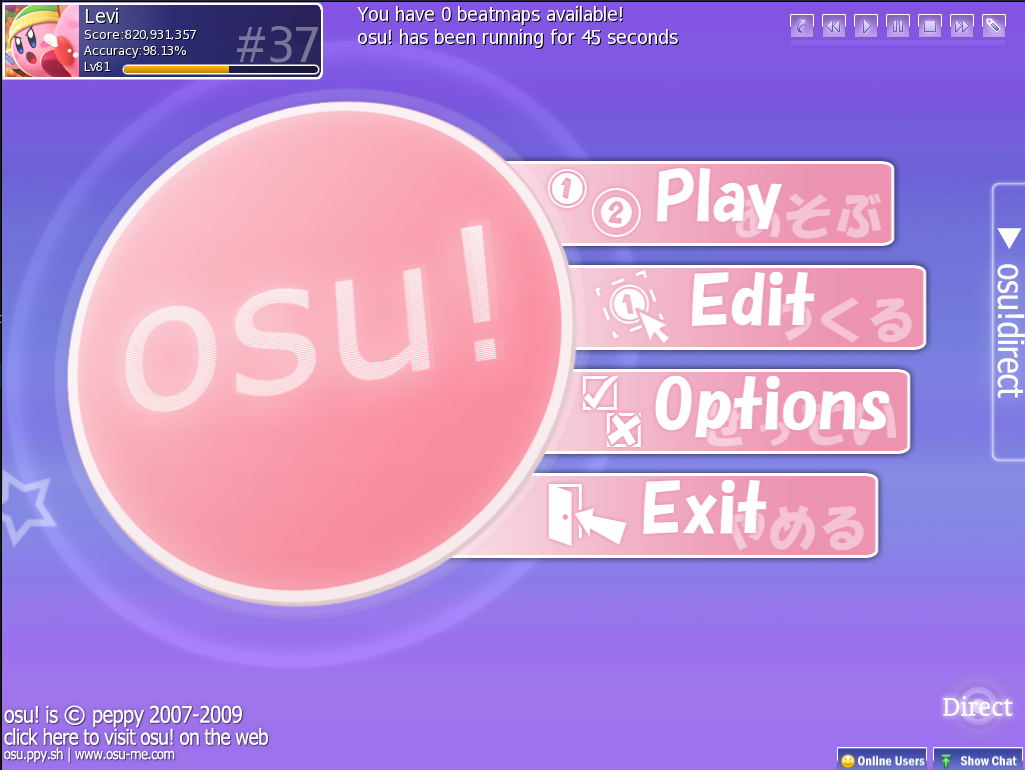 Levi
Score:820,931,357
Accuracy:98.13%
Lv81
#37
You have 0 beatmaps available!
osu! has been running for 45 seconds
osu!
1 2 Play
あそぶ
1 Edit
つくる
Options
せってい
Exit
やめる
osu!direct
Direct
osu! is © peppy 2007-2009
click here to visit osu! on the web
osu.ppy.sh | www.osu-me.com
Online Users
Show Chat